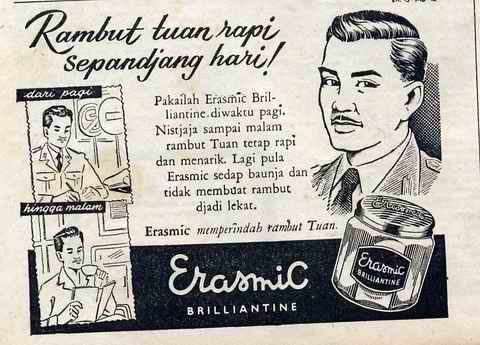 Rambut tuan rapi
sepandjang hari!
dari pagi
Pakailah Erasmic Bril-
liantine diwaktu pagi.
Nistjaja sampai malam
rambut Tuan tetap rapi
dan menarik. Lagi pula
Erasmic sedap baunja dan
tidak membuat rambut
djadi lekat.
hingga malam
Erasmic memperindah rambut Tuan.
Erasmic
BRILLIANTINE
Erasmic
Erasmic
BRILLIANTINE